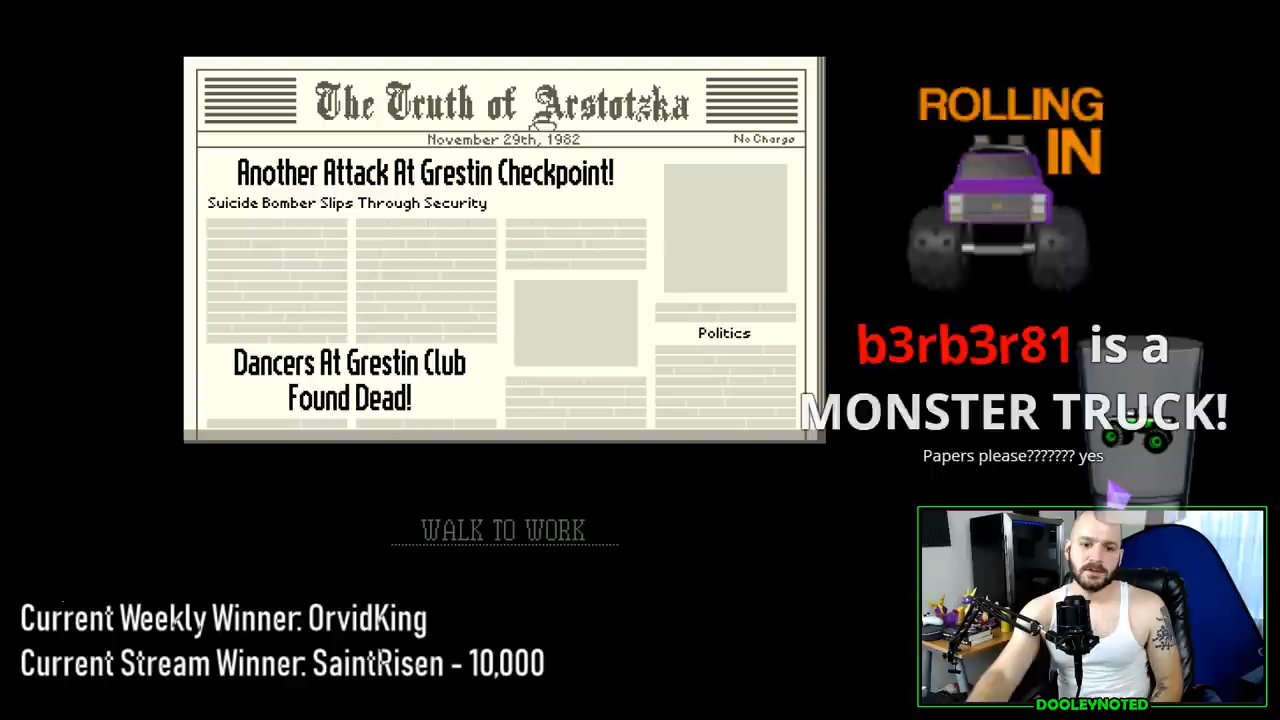 The Truth of Arstotzka
November 29th, 1982
No Charge
Another Attack At Grestin Checkpoint!
Suicide Bomber Slips Through Security
Politics
Dancers At Grestin Club
Found Dead!
WALK TO WORK
Current Weekly Winner: OrvidKing
Current Stream Winner: SaintRisen - 10,000
ROLLING
IN
b3rb3r81 is a
MONSTER TRUCK!
Papers please??????? yes
DOOLEYNOTED